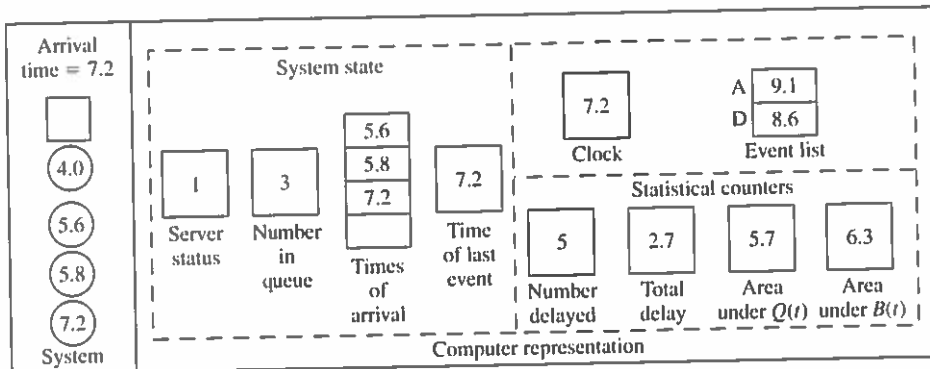 Arrival
time = 7.2
4.0
5.6
5.8
7.2
System
System state
1
Server
status
3
Number
in
queue
5.6
5.8
7.2
Times
of
arrival
7.2
Time
of last
event
7.2
Clock
A 9.1
D 8.6
Event list
Statistical counters
5
Number
delayed
2.7
Total
delay
5.7
Area
under Q(t)
6.3
Area
under B(t)
Computer representation